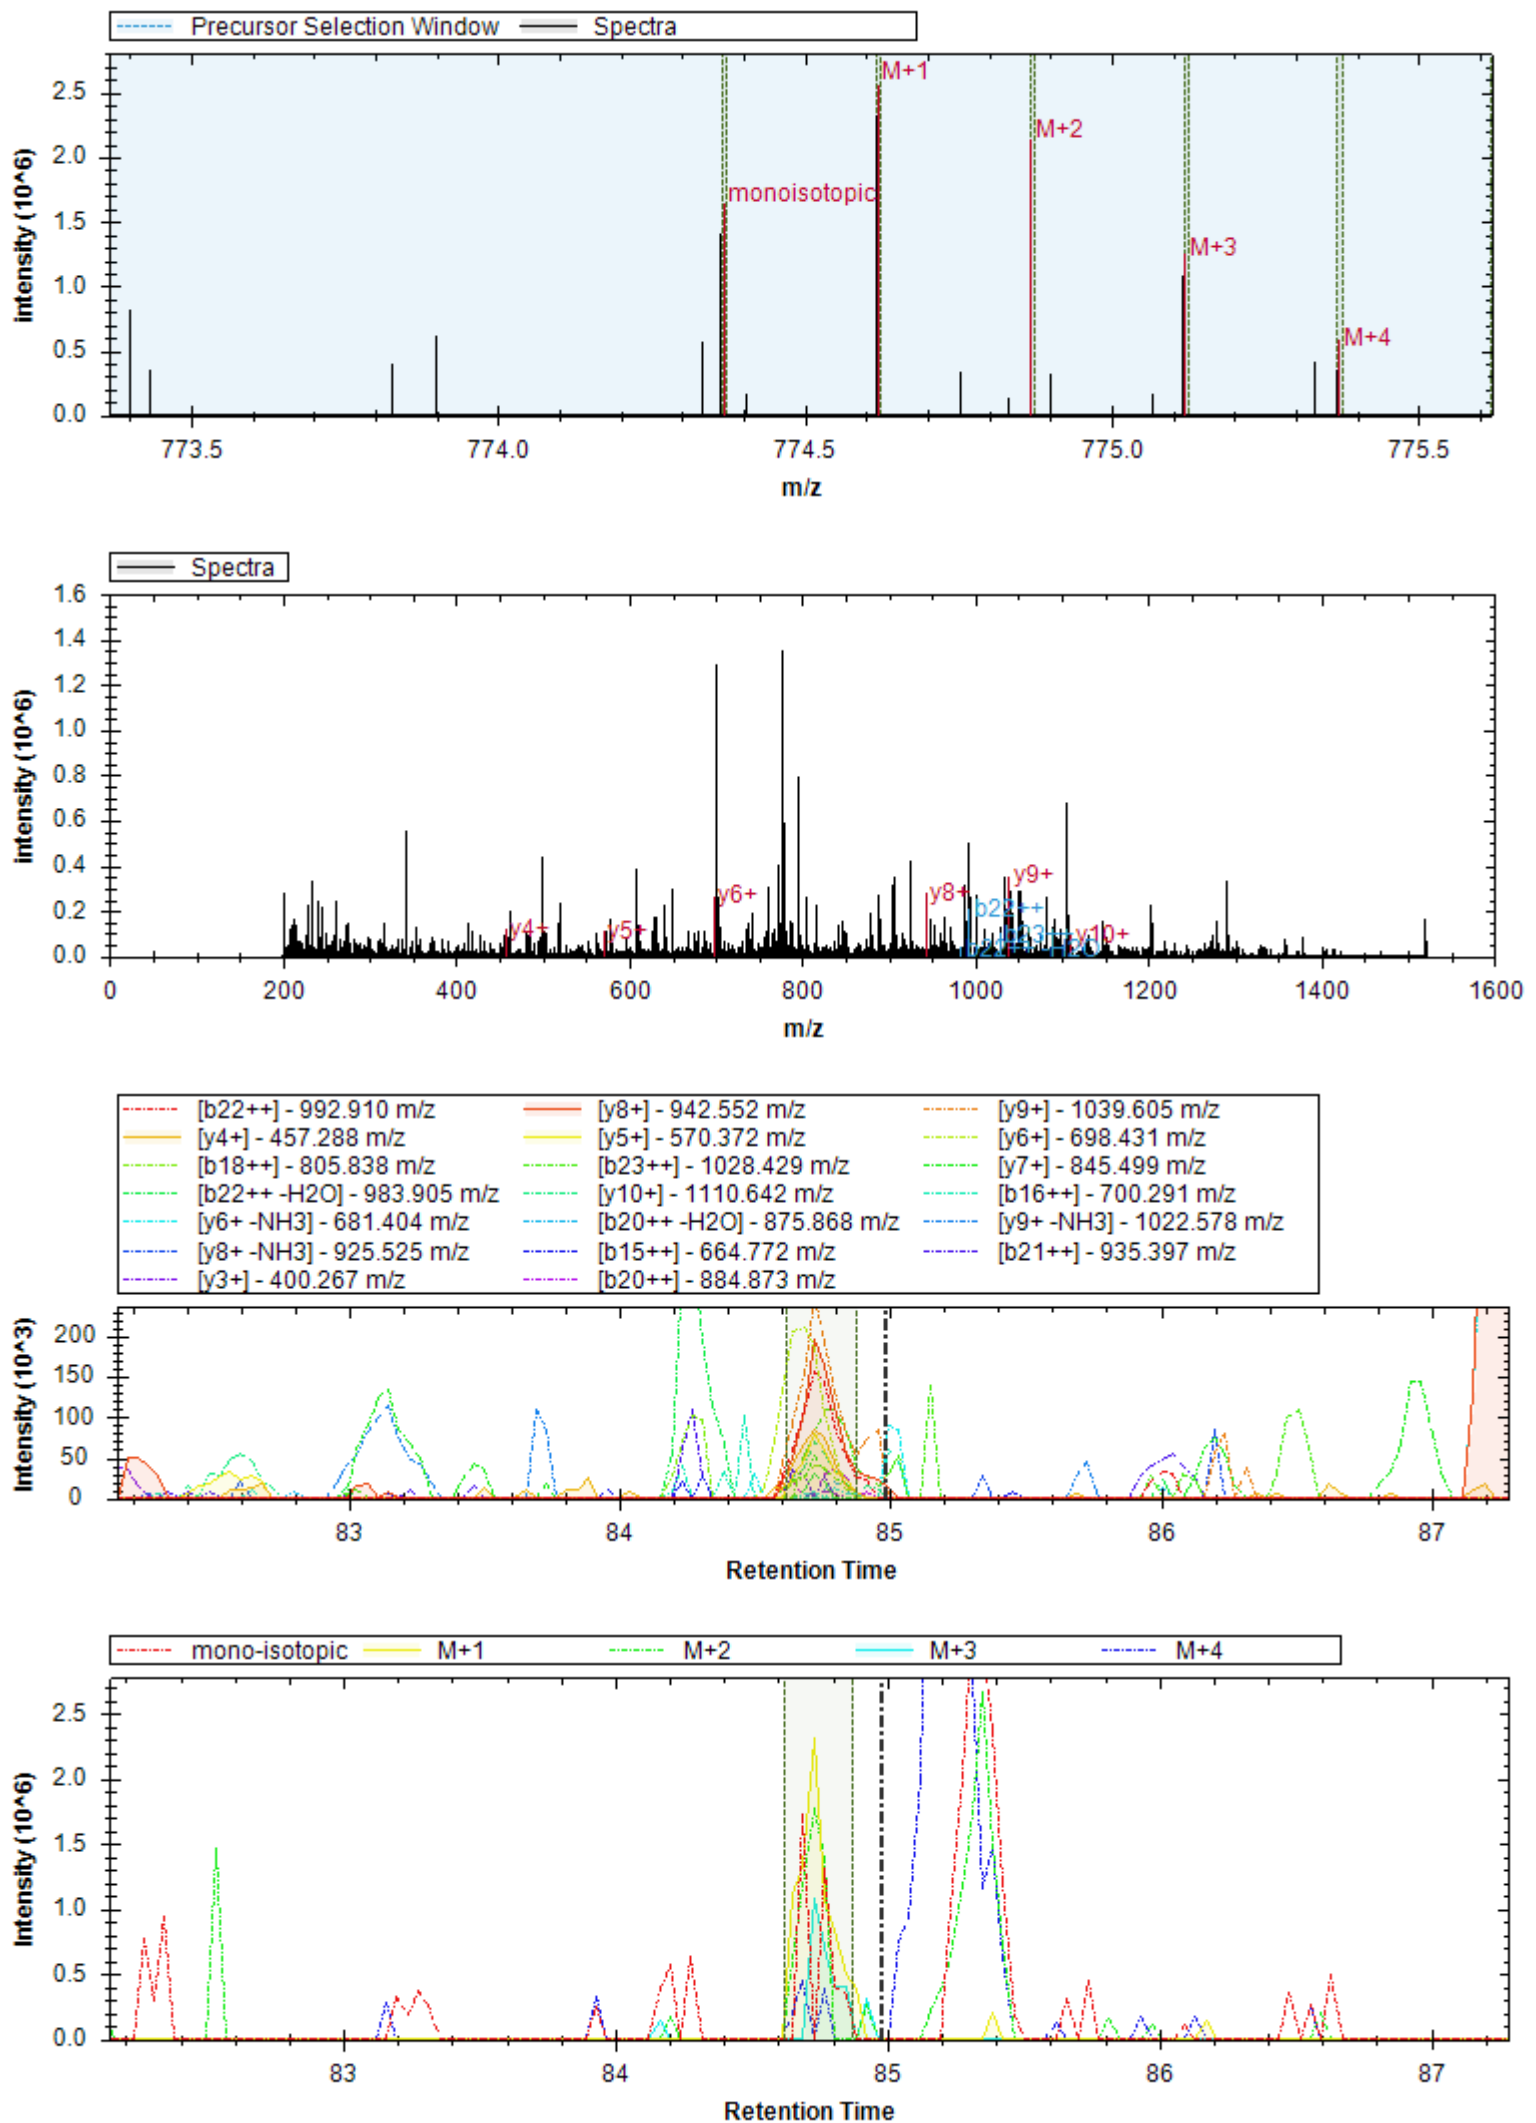 Precursor Selection Window Spectra
M+1
2.5
M+2
2.0
monoisotopic
1.5
M+3
1.0
M+4
0.5
0.0
intensity (10^6)
773.5 774.0 774.5 775.0 775.5
m/z
Spectra
1.6
1.4
1.2
1.0
0.8
0.6
0.4
y9+
y6+ y8+
0.2
b22++
y4+ y5+ b23++ y10+
b22++ -H2O
0.0
intensity (10^6)
0 200 400 600 800 1000 1200 1400 1600
m/z
[b22++] - 992.910 m/z [y8+] - 942.552 m/z [y9+] - 1039.605 m/z
[y4+] - 457.288 m/z [y5+] - 570.372 m/z [y6+] - 698.431 m/z
[b18++] - 805.838 m/z [b23++] - 1028.429 m/z [y7+] - 845.499 m/z
[b22++ -H2O] - 983.905 m/z [y10+] - 1110.642 m/z [b16++] - 700.291 m/z
[y6+ -NH3] - 681.404 m/z [b20++ -H2O] - 875.868 m/z [y9+ -NH3] - 1022.578 m/z
[y8+ -NH3] - 925.525 m/z [b15++] - 664.772 m/z [b21++] - 935.397 m/z
[y3+] - 400.267 m/z [b20++] - 884.873 m/z
200
150
100
50
0
Intensity (10^3)
83 84 85 86 87
Retention Time
mono-isotopic M+1 M+2 M+3 M+4
2.5
2.0
1.5
1.0
0.5
0.0
Intensity (10^6)
83 84 85 86 87
Retention Time